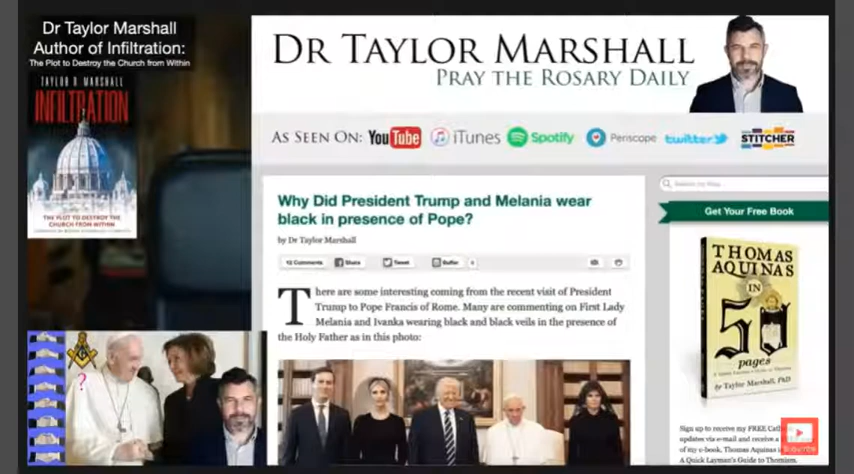 Dr Taylor Marshall
Author of Infiltration:
The Plot to Destroy the Church from Within
TAYLOR R. MARSHALL
INFILTRATION
THE PLOT TO DESTROY THE
CHURCH FROM WITHIN
DR TAYLOR MARSHALL
PRAY THE ROSARY DAILY
AS SEEN ON: YouTube iTunes Spotify Periscope twitter STITCHER
Why Did President Trump and Melania wear
black in presence of Pope?
by Dr Taylor Marshall
Share Tweet Buffer
There are some interesting coming from the recent visit of President
Trump to Pope Francis of Rome. Many are commenting on First Lady
Melania and Ivanka wearing black and black veils in the presence of
the Holy Father as in this photo:
Get Your Free Book
THOMAS
AQUINAS
IN
50
pages
by Taylor Marshall, PhD
Sign up to receive my FREE Cath
updates via e-mail and receive a
of my e-book, Thomas Aquinas i
A Quick Layman's Guide to Thomism.
Subscribe
G
?